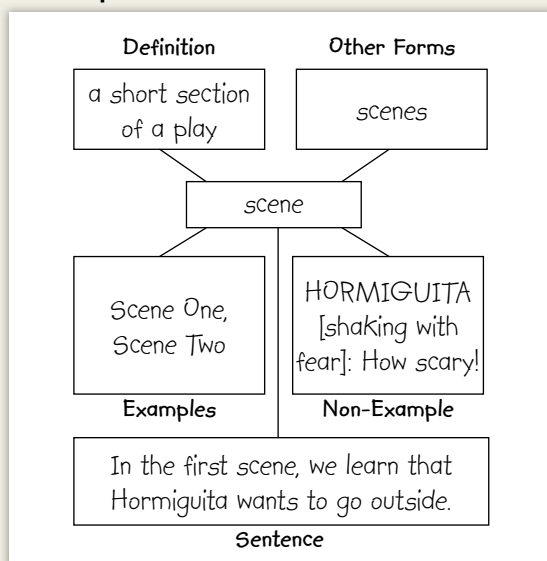 Definition
a short section
of a play
Other Forms
scenes
scene
Scene One,
Scene Two
Examples
HORMIGUITA
[shaking with
fear]: How scary!
Non-Example
In the first scene, we learn that
Hormiguita wants to go outside.
Sentence